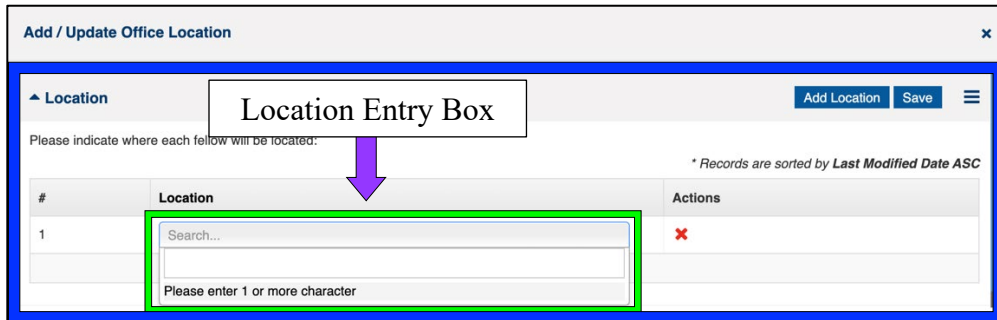 Add / Update Office Location ×
Location Add Location Save
Location Entry Box
Please indicate where each fellow will be located:
* Records are sorted by Last Modified Date ASC
# Location Actions
1 Search...
Please enter 1 or more character